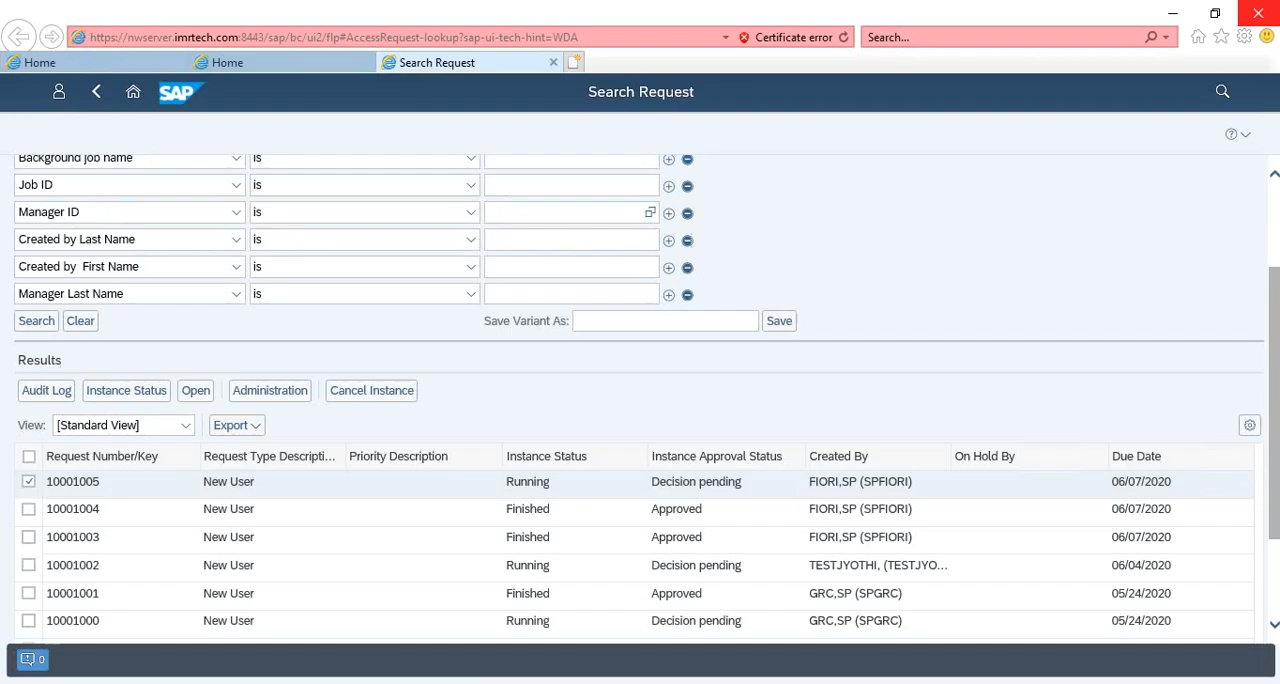 https://nwserver.imrtech.com:8443/sap/bc/ui2/flp#AccessRequest-lookup?sap-ui-tech-hint=WDA Certificate error Search...
Home Home Search Request
SAP Search Request
Background job name is
Job ID is
Manager ID is
Created by Last Name is
Created by First Name is
Manager Last Name is
Search Clear Save Variant As: Save
Results
Audit Log Instance Status Open Administration Cancel Instance
View: [Standard View] Export
Request Number/Key Request Type Descripti... Priority Description Instance Status Instance Approval Status Created By On Hold By Due Date
10001005 New User Running Decision pending FIORI,SP (SPFIORI) 06/07/2020
10001004 New User Finished Approved FIORI,SP (SPFIORI) 06/07/2020
10001003 New User Finished Approved FIORI,SP (SPFIORI) 06/07/2020
10001002 New User Running Decision pending TESTJYOTHI, (TESTJYO... 06/04/2020
10001001 New User Finished Approved GRC,SP (SPGRC) 05/24/2020
10001000 New User Running Decision pending GRC,SP (SPGRC) 05/24/2020
0